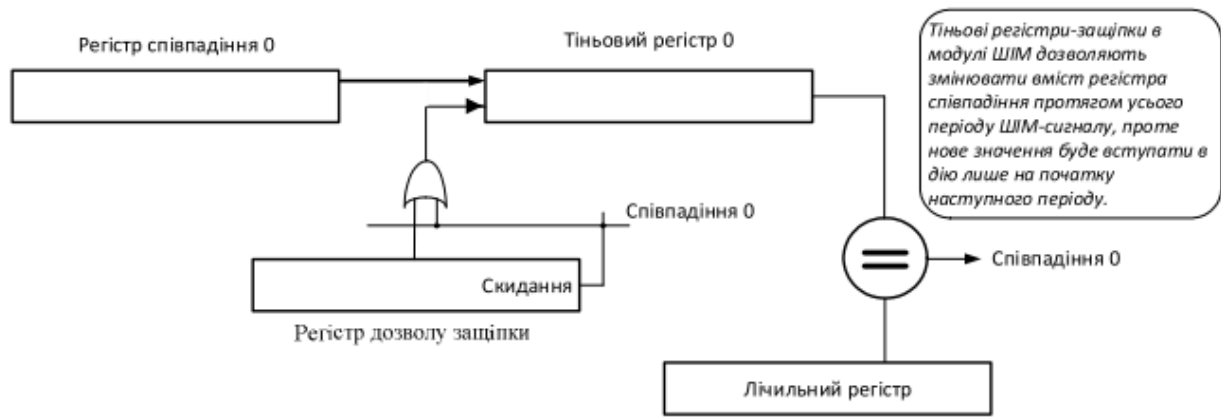 Регістр співпадіння 0
Тіньовий регістр 0
Тіньові регістри-защіпки в
модулі ШІМ дозволяють
змінювати вміст регістра
співпадіння протягом усього
періоду ШІМ-сигналу, проте
нове значення буде вступати в
дію лише на початку
наступного періоду.
Співпадіння 0
Співпадіння 0
Скидання
Регістр дозволу защіпки
Лічильний регістр